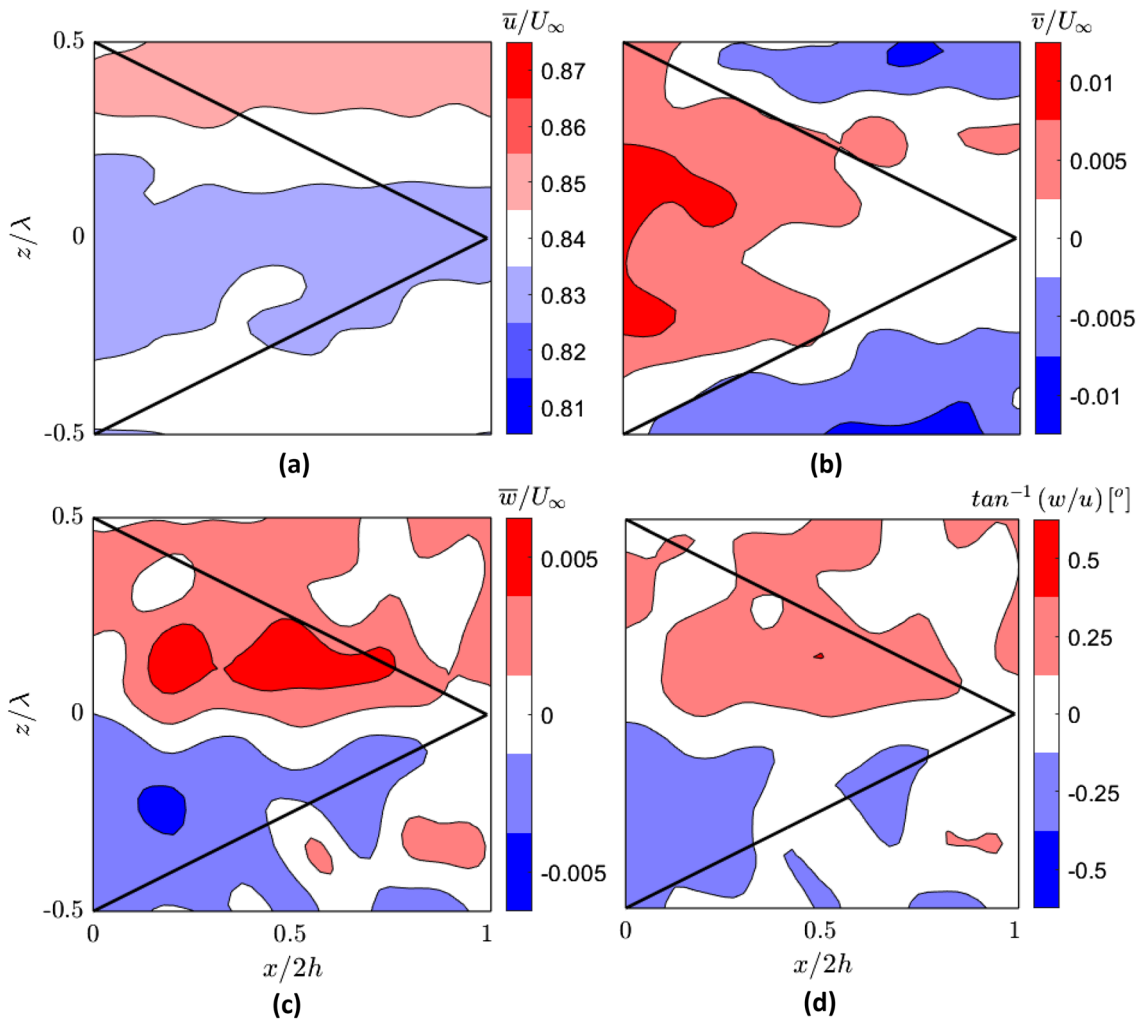 u̅/U∞
0.5
0
-0.5
z/λ
0.87
0.86
0.85
0.84
0.83
0.82
0.81
(a)
v̅/U∞
0.01
0.005
0
-0.005
-0.01
(b)
w̅/U∞
0.5
0
-0.5
z/λ
0 0.5 1
x/2h
0.005
0
-0.005
(c)
tan⁻¹ (w/u) [°]
0.5
0.25
0
-0.25
-0.5
0 0.5 1
x/2h
(d)